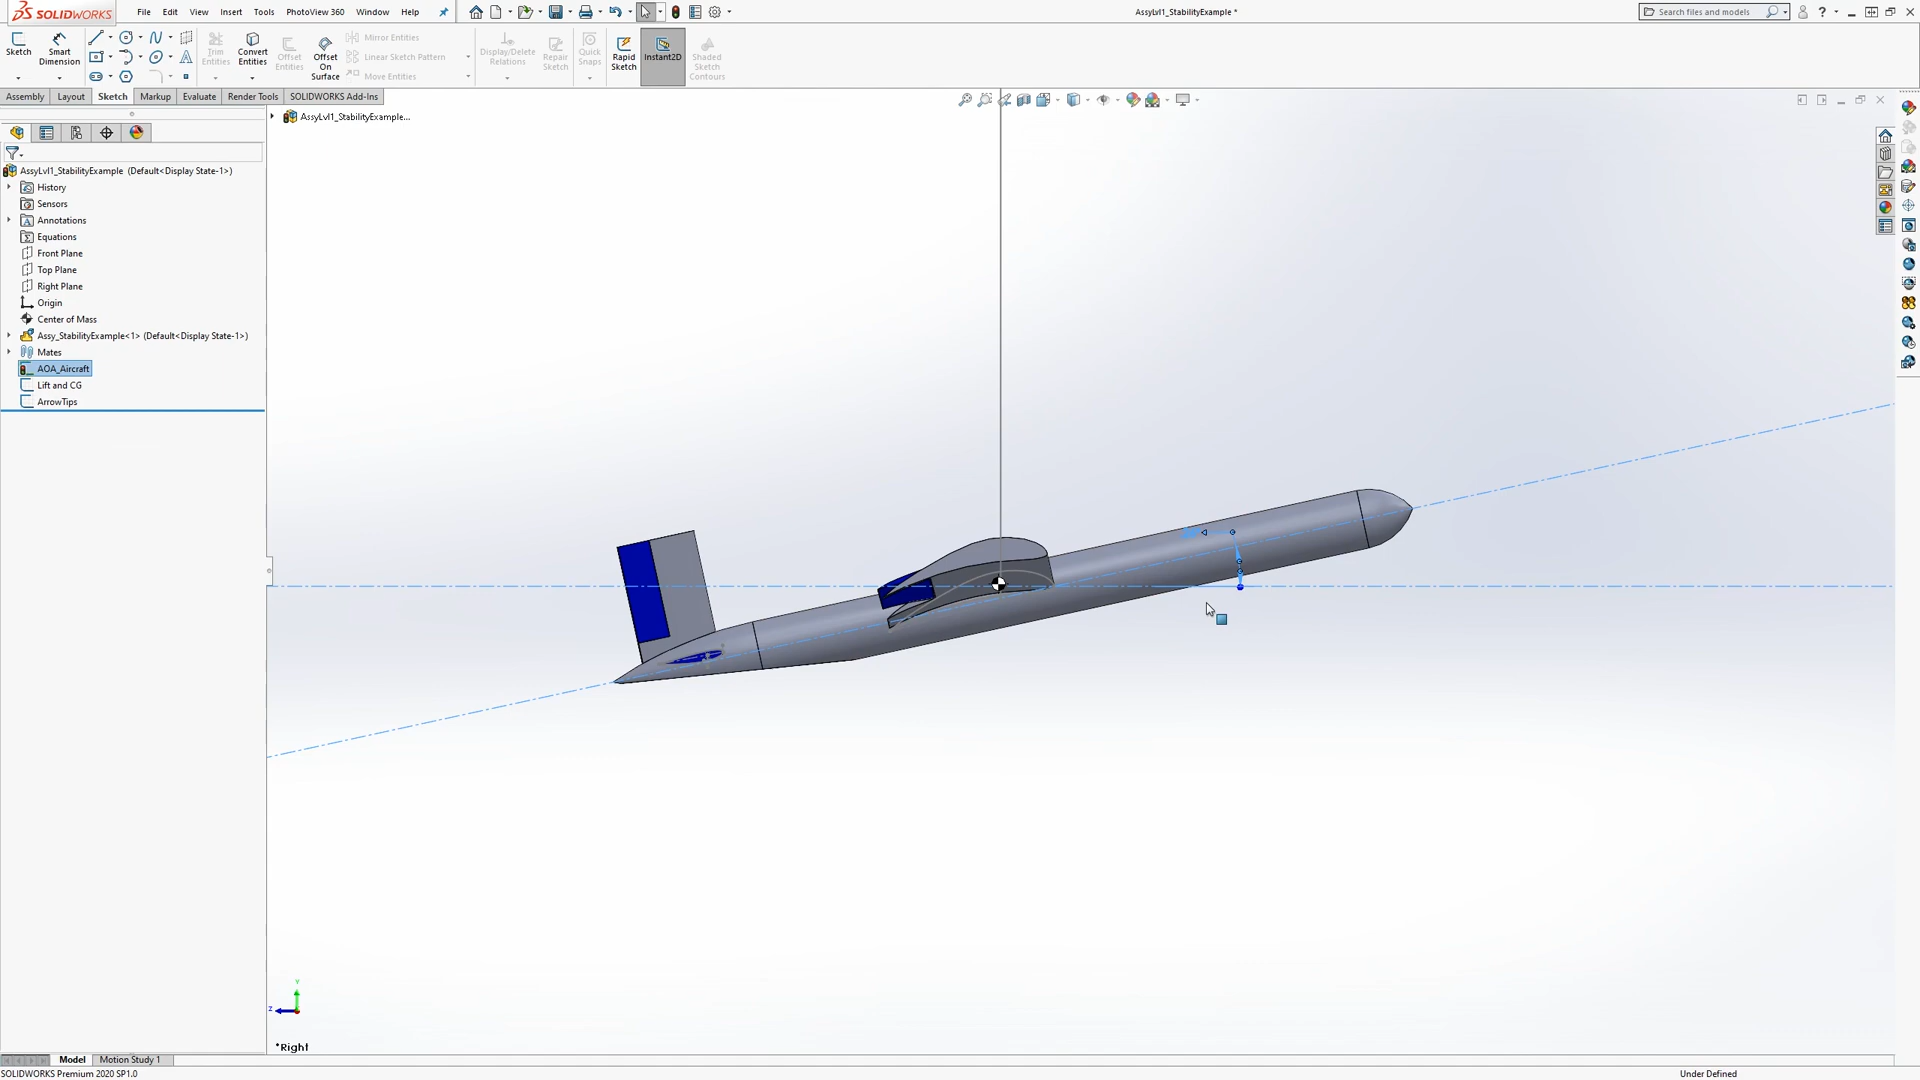 SOLIDWORKS File Edit View Insert Tools PhotoView 360 Window Help AssyLvl1_StabilityExample * Search files and models ?
Sketch Smart Dimension Trim Entities Convert Entities Offset Entities Offset On Surface Mirror Entities Linear Sketch Pattern Move Entities Display/Delete Relations Repair Sketch Quick Snaps Rapid Sketch Instant2D Shaded Sketch Contours
Assembly Layout Sketch Markup Evaluate Render Tools SOLIDWORKS Add-Ins
AssyLvl1_StabilityExample...
AssyLvl1_StabilityExample (Default<Display State-1>)
History
Sensors
Annotations
Equations
Front Plane
Top Plane
Right Plane
Origin
Center of Mass
Assy_StabilityExample<1> (Default<Display State-1>)
Mates
AOA_Aircraft
Lift and CG
ArrowTips
Y
Z
*Right
Model Motion Study 1
SOLIDWORKS Premium 2020 SP1.0 Under Defined